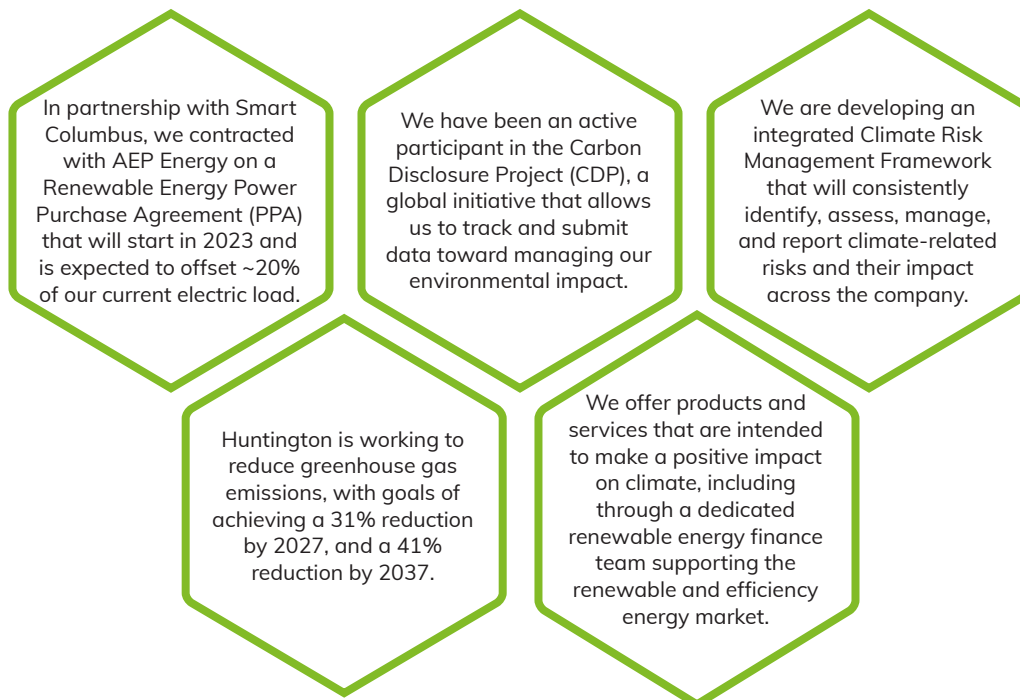 In partnership with Smart
Columbus, we contracted
with AEP Energy on a
Renewable Energy Power
Purchase Agreement (PPA)
that will start in 2023 and
is expected to offset ~20%
of our current electric load.
We have been an active
participant in the Carbon
Disclosure Project (CDP), a
global initiative that allows
us to track and submit
data toward managing our
environmental impact.
We are developing an
integrated Climate Risk
Management Framework
that will consistently
identify, assess, manage,
and report climate-related
risks and their impact
across the company.
Huntington is working to
reduce greenhouse gas
emissions, with goals of
achieving a 31% reduction
by 2027, and a 41%
reduction by 2037.
We offer products and
services that are intended
to make a positive impact
on climate, including
through a dedicated
renewable energy finance
team supporting the
renewable and efficiency
energy market.